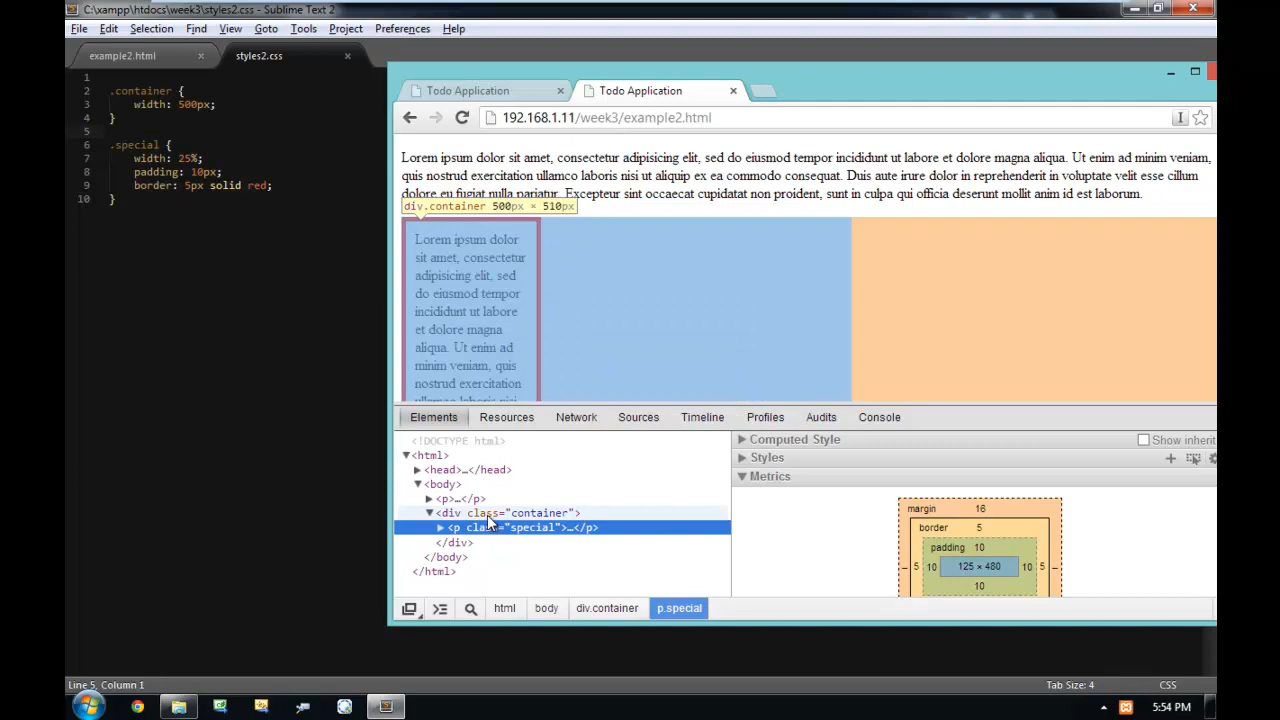 C:\xampp\htdocs\week3\styles2.css - Sublime Text 2
File Edit Selection Find View Goto Tools Project Preferences Help
example2.html × styles2.css ×
1
2 .container {
3 width: 500px;
4 }
5
6 .special {
7 width: 25%;
8 padding: 10px;
9 border: 5px solid red;
10 }
Todo Application × Todo Application ×
192.168.1.11/week3/example2.html
Lorem ipsum dolor sit amet, consectetur adipisicing elit, sed do eiusmod tempor incididunt ut labore et dolore magna aliqua. Ut enim ad minim veniam,
quis nostrud exercitation ullamco laboris nisi ut aliquip ex ea commodo consequat. Duis aute irure dolor in reprehenderit in voluptate velit esse cillum
dolore eu fugiat nulla pariatur. Excepteur sint occaecat cupidatat non proident, sunt in culpa qui officia deserunt mollit anim id est laborum.
div.container 500px × 510px
Lorem ipsum dolor
sit amet, consectetur
adipisicing elit, sed
do eiusmod tempor
incididunt ut labore
et dolore magna
aliqua. Ut enim ad
minim veniam, quis
nostrud exercitation
ullamco laboris nisi
Elements Resources Network Sources Timeline Profiles Audits Console
<!DOCTYPE html>
▼<html>
▶<head>…</head>
▼<body>
▶<p>…</p>
▼<div class="container">
▶<p class="special">…</p>
</div>
</body>
</html>
▶ Computed Style Show inherit
▶ Styles
▼ Metrics
margin 16
border 5
padding 10
– 5 10 125 × 480 10 5 –
10
html body div.container p.special
Line 5, Column 1 Tab Size: 4 CSS
5:54 PM